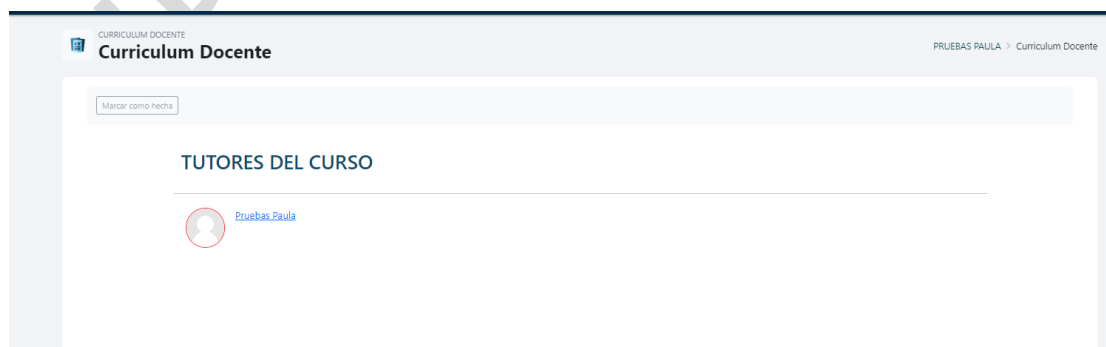 CURRICULUM DOCENTE
Curriculum Docente
PRUEBAS PAULA > Curriculum Docente
Marcar como hecha
TUTORES DEL CURSO
Pruebas Paula